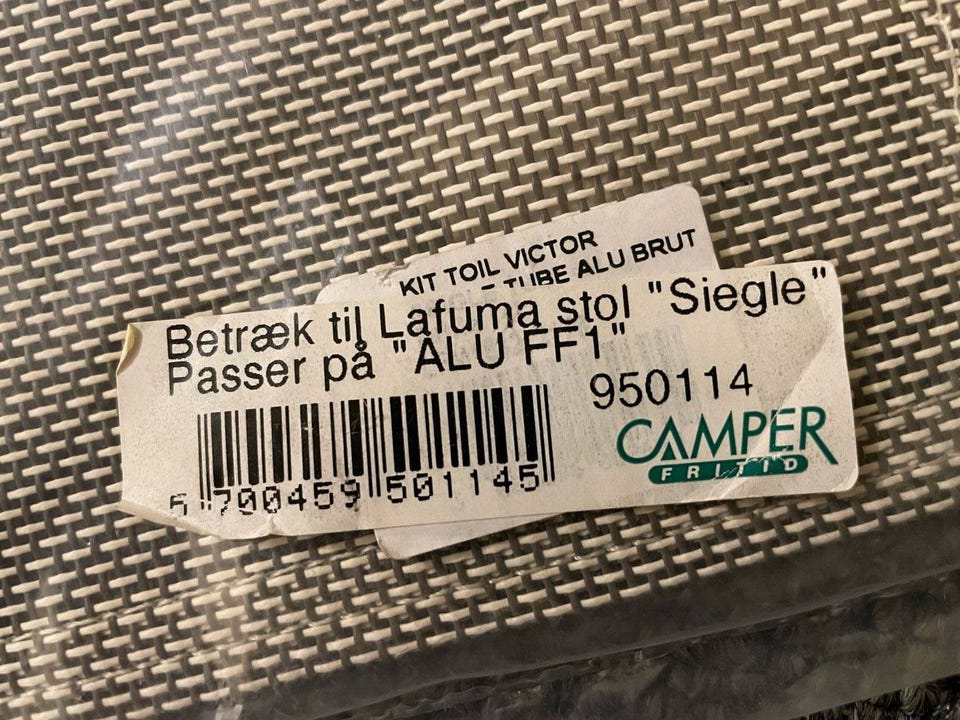 KIT TOIL VICTOR
TUBE ALU BRUT
Betræk til Lafuma stol "Siegle"
Passer på "ALU FF1"
950114
5 700459 501145
CAMPER
FRITID